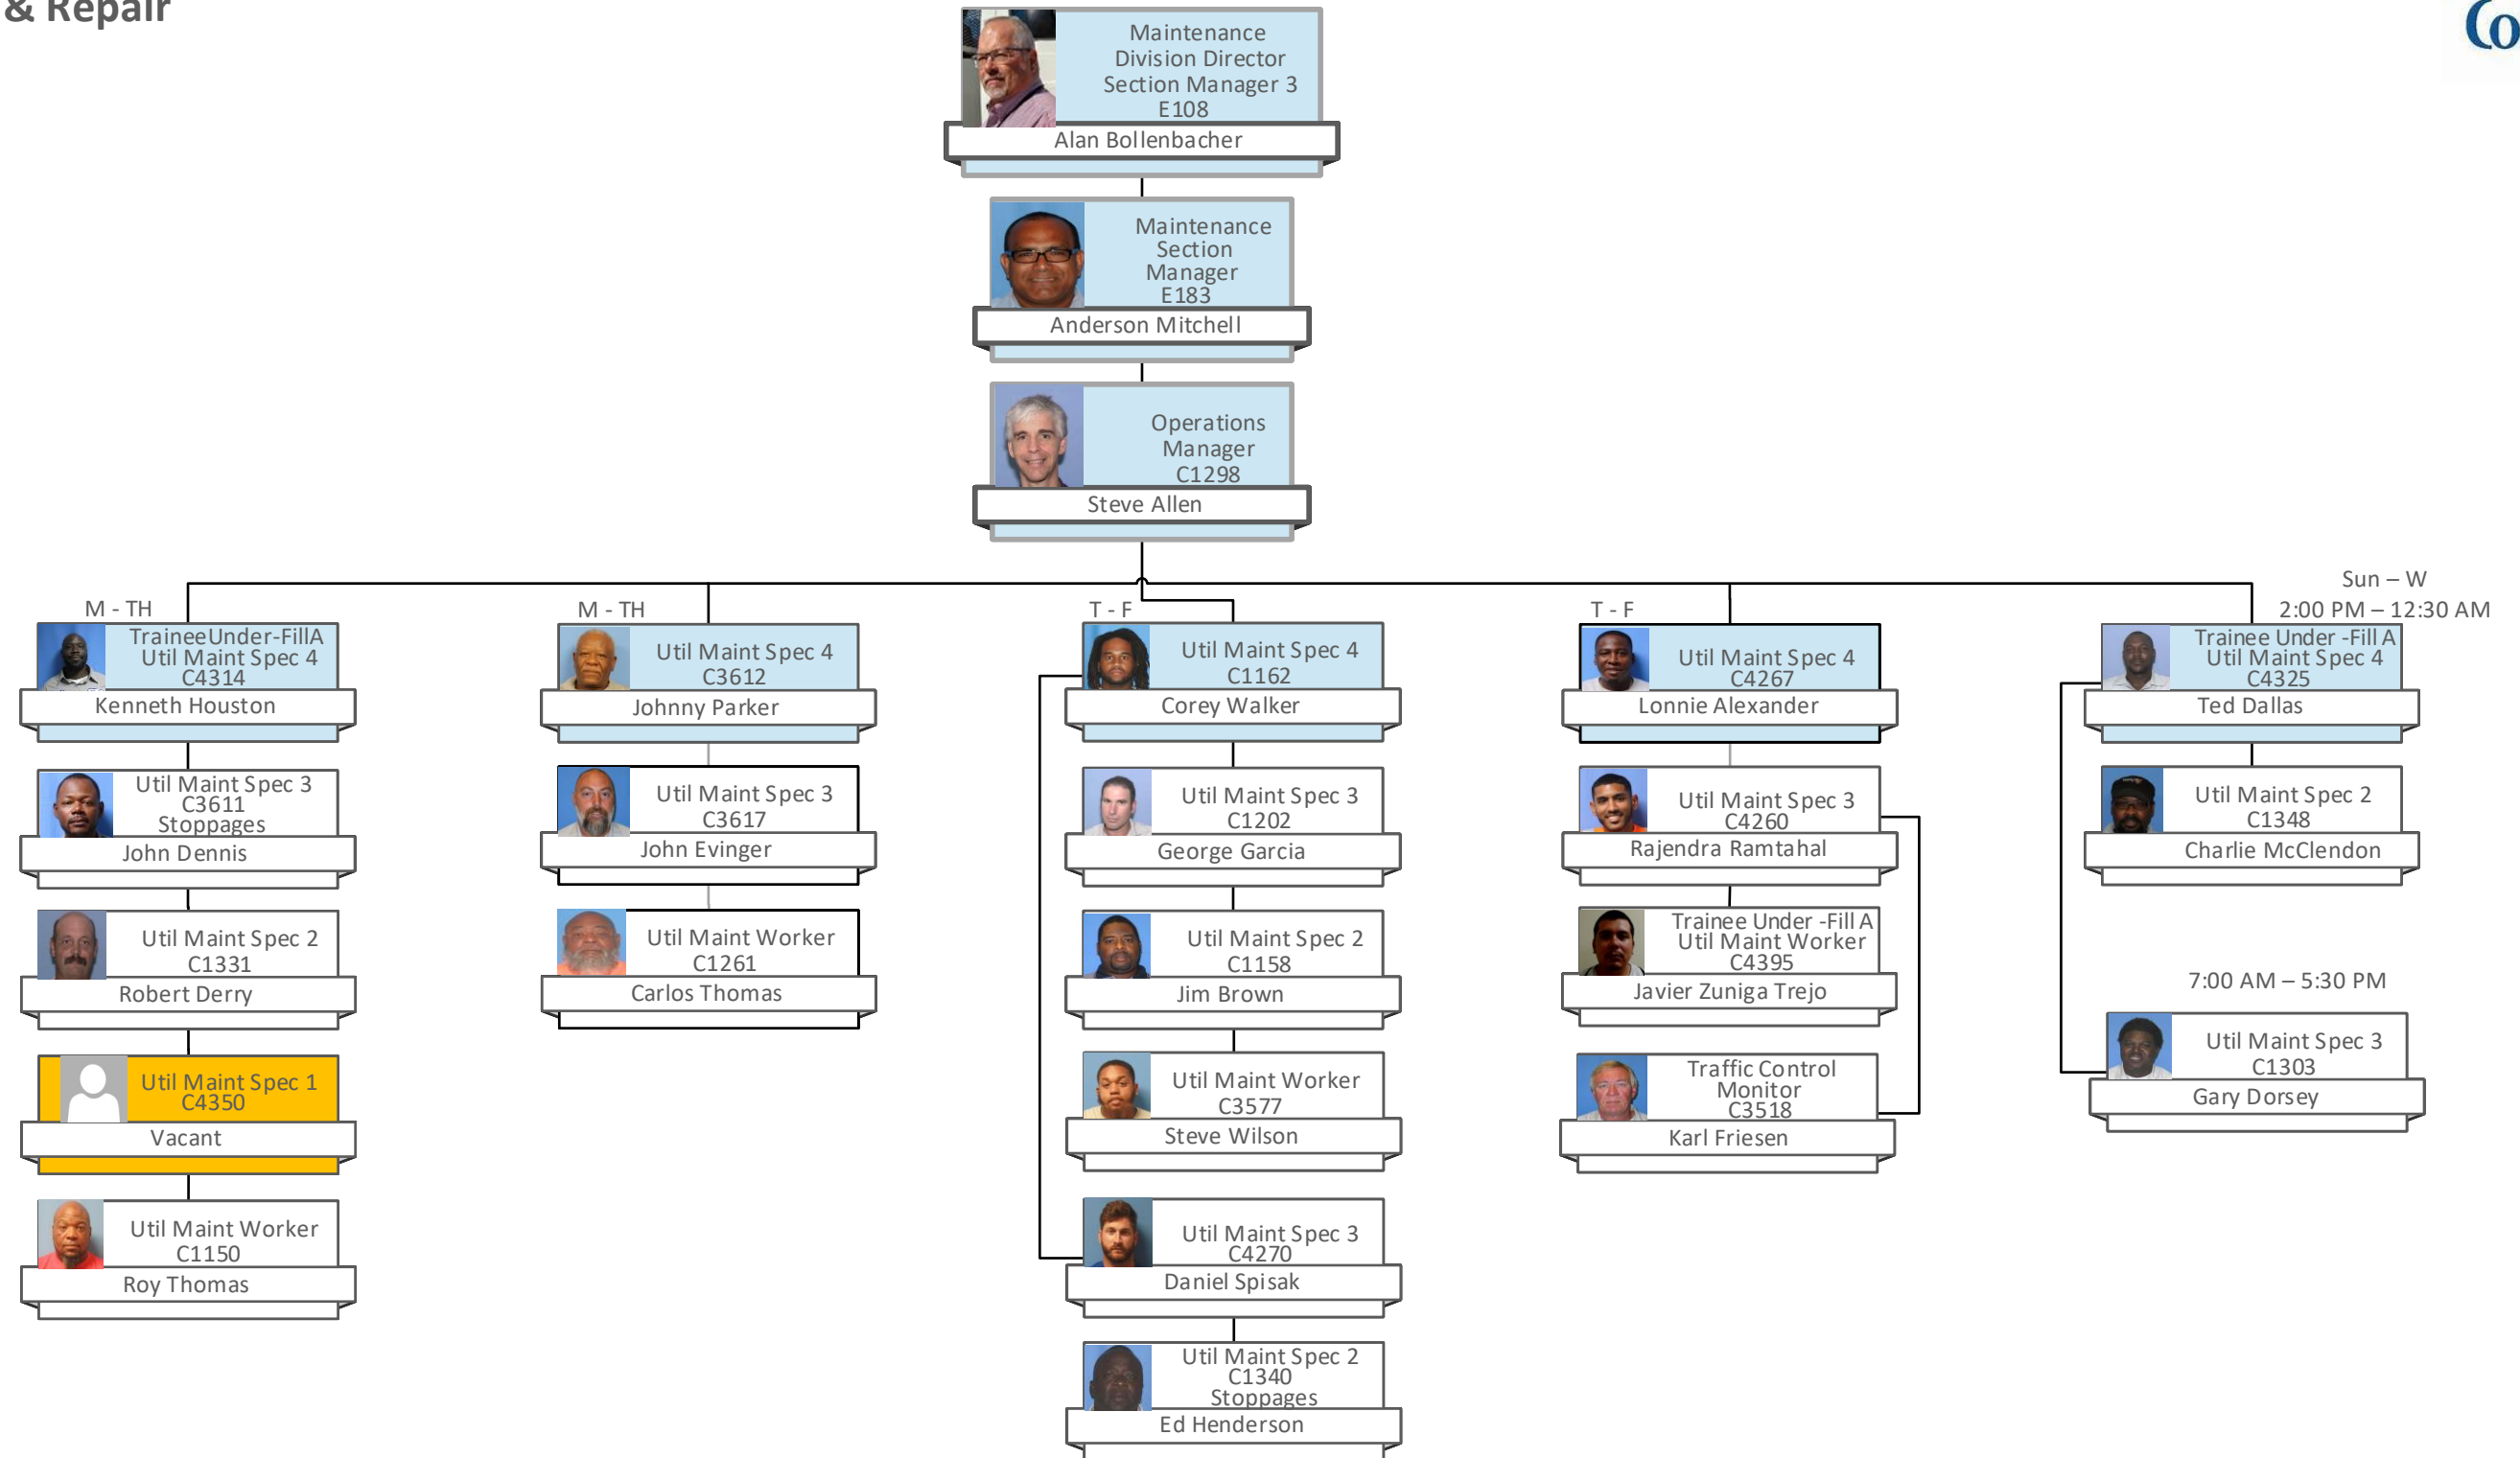 & Repair
Co
Maintenance
Division Director
Section Manager 3
E108
Alan Bollenbacher
Maintenance
Section
Manager
E183
Anderson Mitchell
Operations
Manager
C1298
Steve Allen
M - TH
TraineeUnder-FillA
Util Maint Spec 4
C4314
Kenneth Houston
Util Maint Spec 3
C3611
Stoppages
John Dennis
Util Maint Spec 2
C1331
Robert Derry
Util Maint Spec 1
C4350
Vacant
Util Maint Worker
C1150
Roy Thomas
M - TH
Util Maint Spec 4
C3612
Johnny Parker
Util Maint Spec 3
C3617
John Evinger
Util Maint Worker
C1261
Carlos Thomas
T - F
Util Maint Spec 4
C1162
Corey Walker
Util Maint Spec 3
C1202
George Garcia
Util Maint Spec 2
C1158
Jim Brown
Util Maint Worker
C3577
Steve Wilson
Util Maint Spec 3
C4270
Daniel Spisak
Util Maint Spec 2
C1340
Stoppages
Ed Henderson
T - F
Util Maint Spec 4
C4267
Lonnie Alexander
Util Maint Spec 3
C4260
Rajendra Ramtahal
Trainee Under -Fill A
Util Maint Worker
C4395
Javier Zuniga Trejo
Traffic Control
Monitor
C3518
Karl Friesen
Sun – W
2:00 PM – 12:30 AM
Trainee Under -Fill A
Util Maint Spec 4
C4325
Ted Dallas
Util Maint Spec 2
C1348
Charlie McClendon
7:00 AM – 5:30 PM
Util Maint Spec 3
C1303
Gary Dorsey